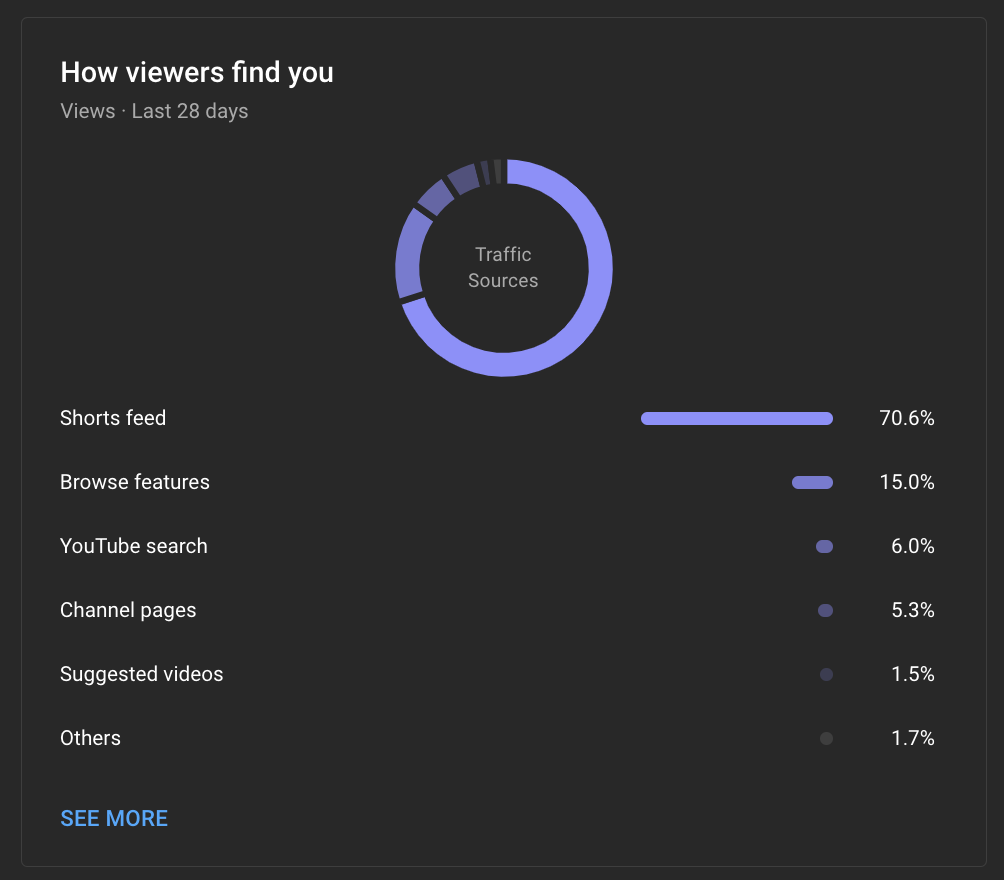 How viewers find you
Views · Last 28 days
Traffic
Sources
Shorts feed 70.6%
Browse features 15.0%
YouTube search 6.0%
Channel pages 5.3%
Suggested videos 1.5%
Others 1.7%
SEE MORE